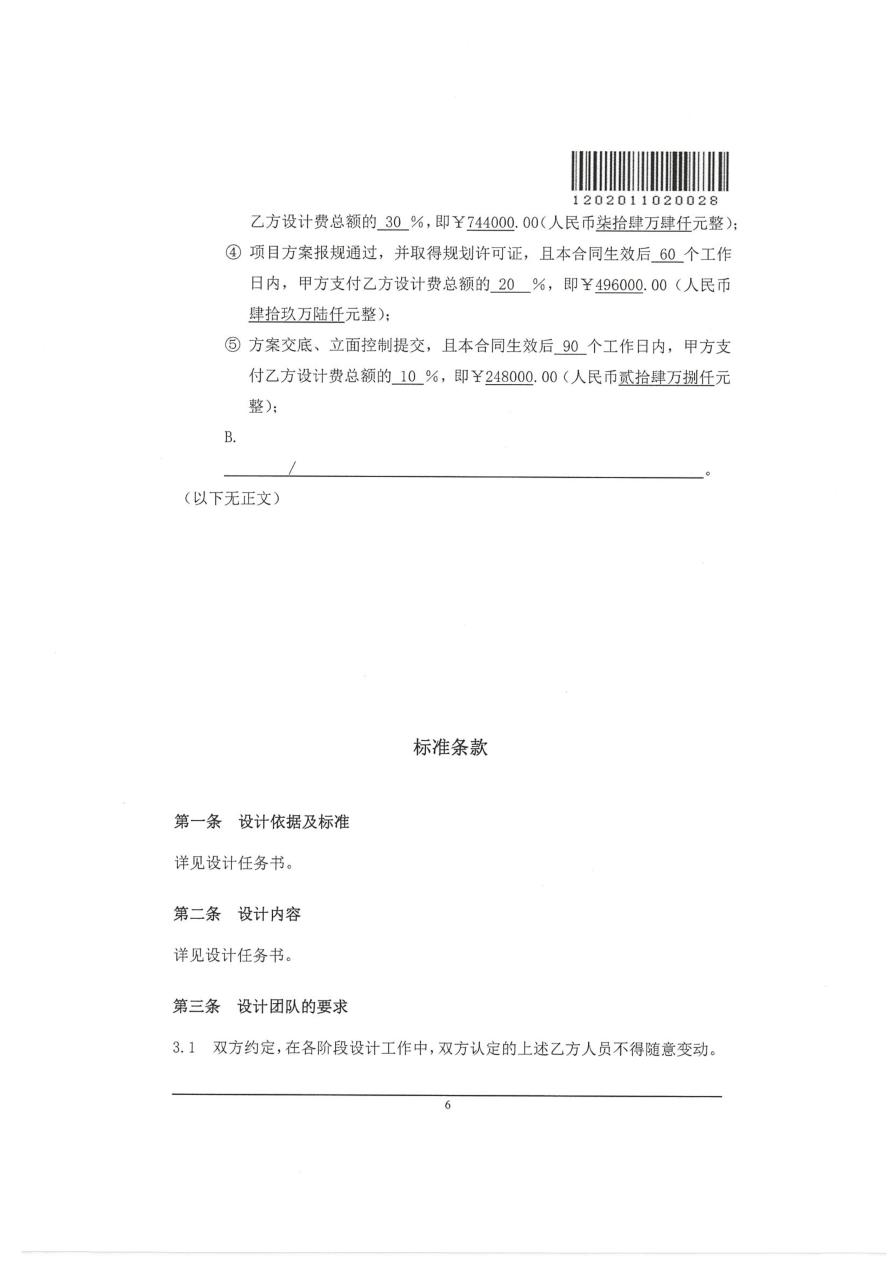 1202011020028
乙方设计费总额的 30 %,即¥744000.00(人民币柒拾肆万肆仟元整);
④ 项目方案报规通过，并取得规划许可证，且本合同生效后 60 个工作
日内，甲方支付乙方设计费总额的 20 %，即¥496000.00（人民币
肆拾玖万陆仟元整);
⑤ 方案交底、立面控制提交，且本合同生效后 90 个工作日内，甲方支
付乙方设计费总额的 10 %，即¥248000.00（人民币贰拾肆万捌仟元
整);
B.
/ 。
（以下无正文）
标准条款
第一条 设计依据及标准
详见设计任务书。
第二条 设计内容
详见设计任务书。
第三条 设计团队的要求
3.1 双方约定,在各阶段设计工作中,双方认定的上述乙方人员不得随意变动。
6